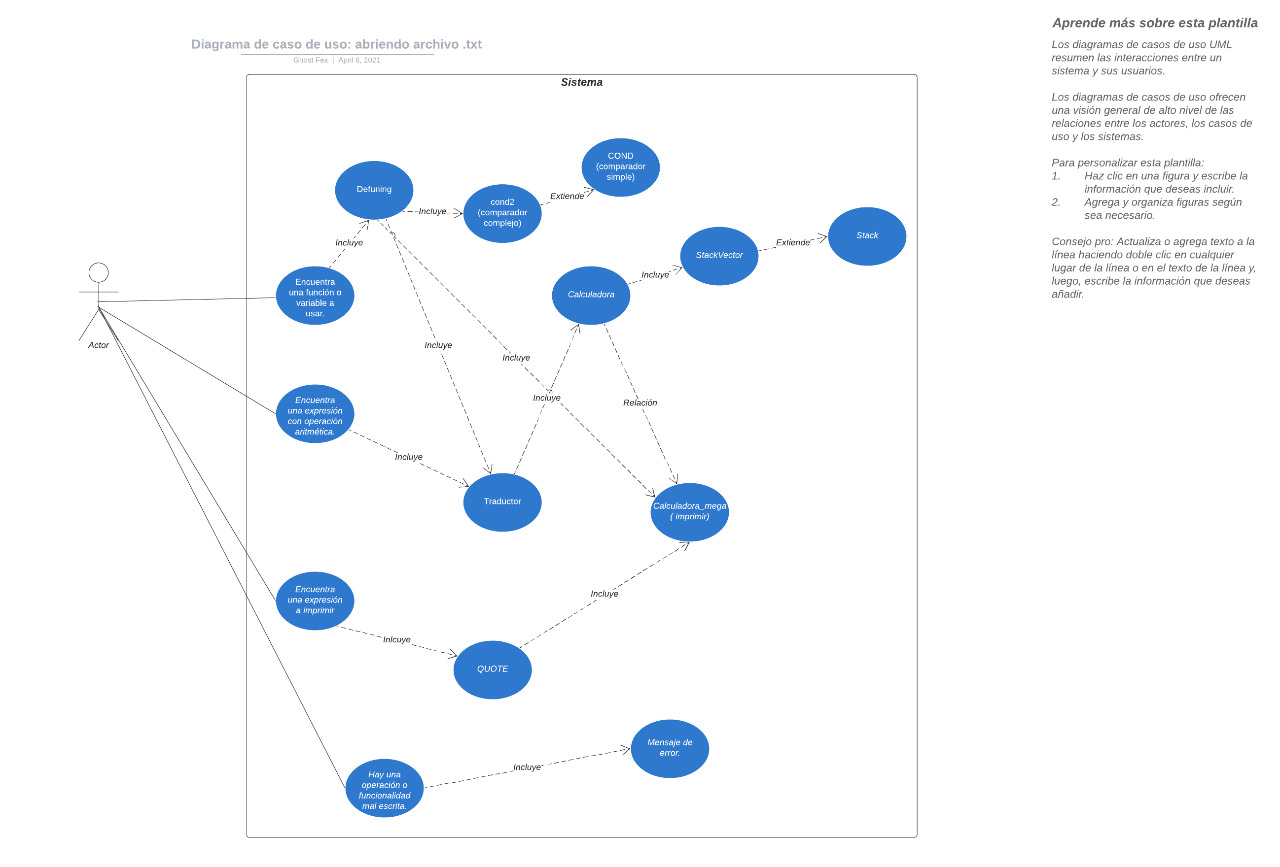 Diagrama de caso de uso: abriendo archivo .txt
Ghost Fex | April 6, 2021
Sistema
COND
(comparador
simple)
Defuning
cond2
(comparador
complejo)
Incluye
Extiende
Stack
StackVector
Extiende
Incluye
Incluye
Encuentra
una función o
variable a
usar.
Calculadora
Actor
Incluye
Incluye
Incluye
Relación
Encuentra
una expresión
con operación
aritmética.
Incluye
Traductor
Calculadora_mega
( imprimir)
Encuentra
una expresión
a imprimir
Incluye
Inlcuye
QUOTE
Mensaje de
error.
Incluye
Hay una
operación o
funcionalidad
mal escrita.
Aprende más sobre esta plantilla
Los diagramas de casos de uso UML
resumen las interacciones entre un
sistema y sus usuarios.
Los diagramas de casos de uso ofrecen
una visión general de alto nivel de las
relaciones entre los actores, los casos de
uso y los sistemas.
Para personalizar esta plantilla:
1. Haz clic en una figura y escribe la
información que deseas incluir.
2. Agrega y organiza figuras según
sea necesario.
Consejo pro: Actualiza o agrega texto a la
línea haciendo doble clic en cualquier
lugar de la línea o en el texto de la línea y,
luego, escribe la información que deseas
añadir.